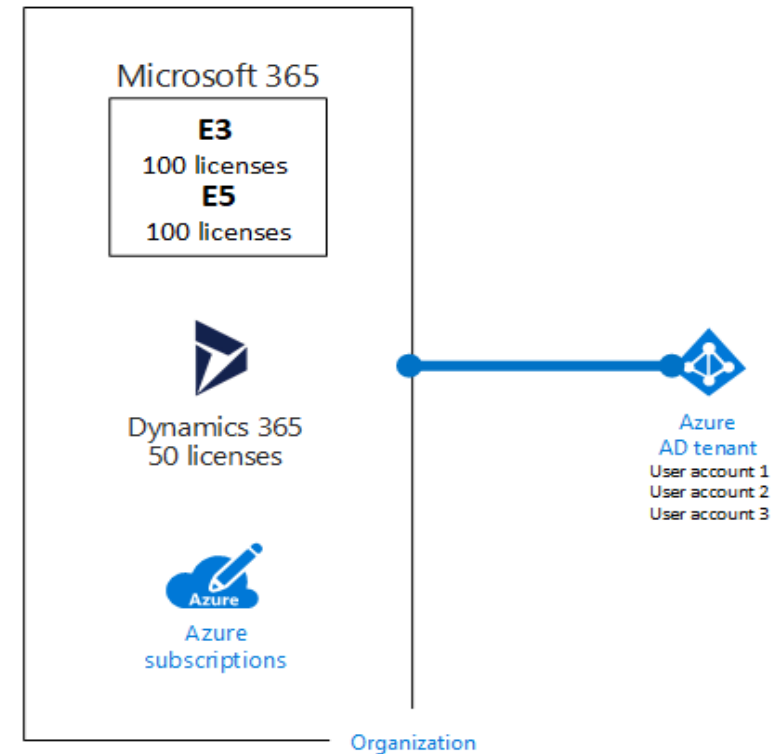 Microsoft 365
E3
100 licenses
E5
100 licenses
Dynamics 365
50 licenses
Azure
Azure
subscriptions
Organization
Azure
AD tenant
User account 1
User account 2
User account 3